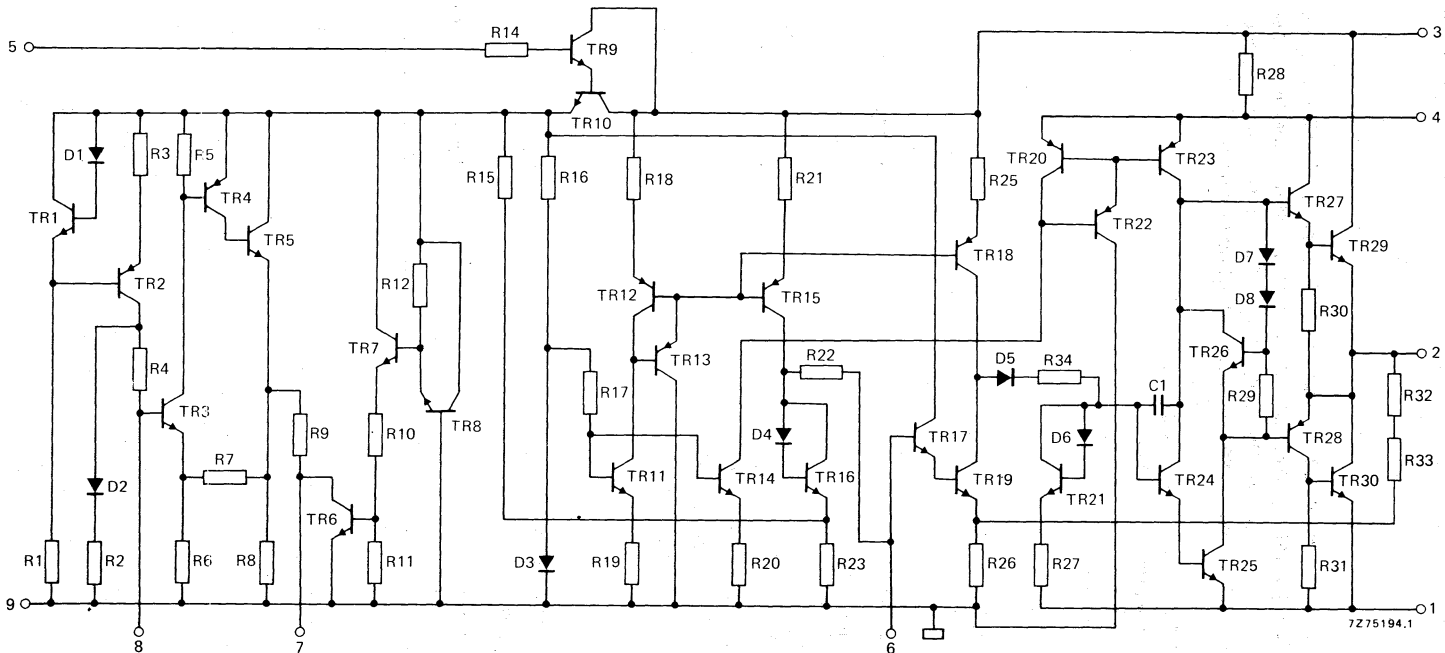 R14
5
TR9
3
R28
TR10
4
D1
R3
R5
TR4
R15
R16
R18
R21
R25
TR20
TR23
TR1
TR5
TR22
TR27
TR29
TR18
D7
TR2
R12
TR12
TR15
D8
R30
TR7
TR13
TR26
2
R4
R22
D5
R34
R17
C1
R29
R32
TR3
R9
R10
TR8
D4
TR17
D6
TR28
R33
R7
TR11
TR14
TR16
TR19
TR21
TR24
TR30
D2
TR6
R1
R2
R6
R8
R11
D3
R19
R20
R23
R26
R27
TR25
R31
9
1
7Z75194.1
8
7
6